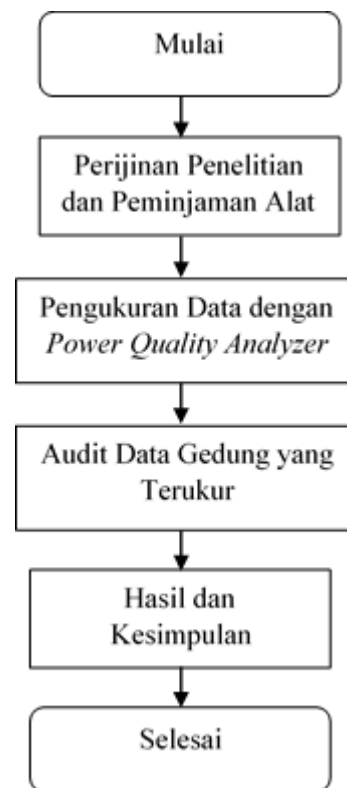 Mulai
Perijinan Penelitian
dan Peminjaman Alat
Pengukuran Data dengan
Power Quality Analyzer
Audit Data Gedung yang
Terukur
Hasil dan
Kesimpulan
Selesai